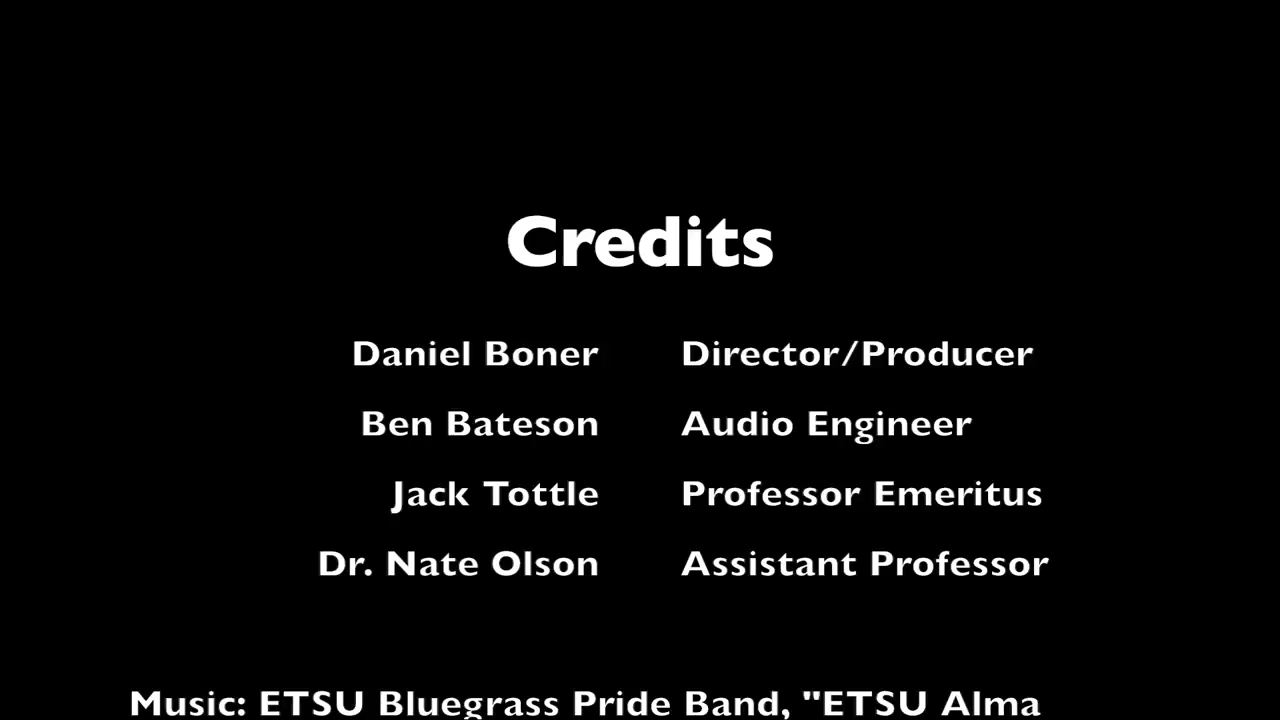 Credits
Daniel Boner Director/Producer
Ben Bateson Audio Engineer
Jack Tottle Professor Emeritus
Dr. Nate Olson Assistant Professor
Music: ETSU Bluegrass Pride Band, "ETSU Alma